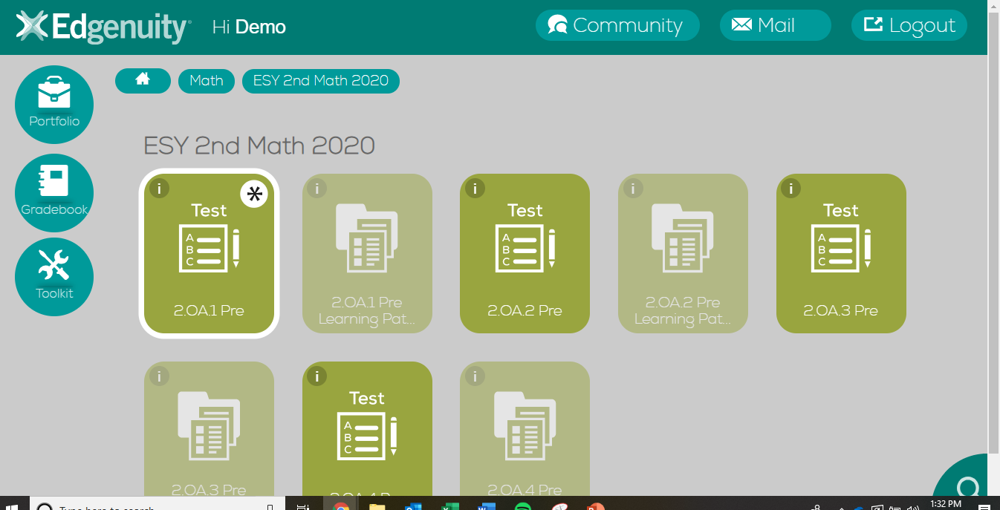 Edgenuity
Hi Demo
Community
Mail
Logout
Portfolio
Gradebook
Toolkit
Math
ESY 2nd Math 2020
ESY 2nd Math 2020
i
Test
A
B
C
2.OA.1 Pre
i
2.OA.1 Pre
Learning Pat...
i
Test
A
B
C
2.OA.2 Pre
i
2.OA.2 Pre
Learning Pat...
i
Test
A
B
C
2.OA.3 Pre
i
2.OA.3 Pre
i
Test
A
B
C
2.OA.4 Pre
i
2.OA.4 Pre
Type here to search
1:32 PM